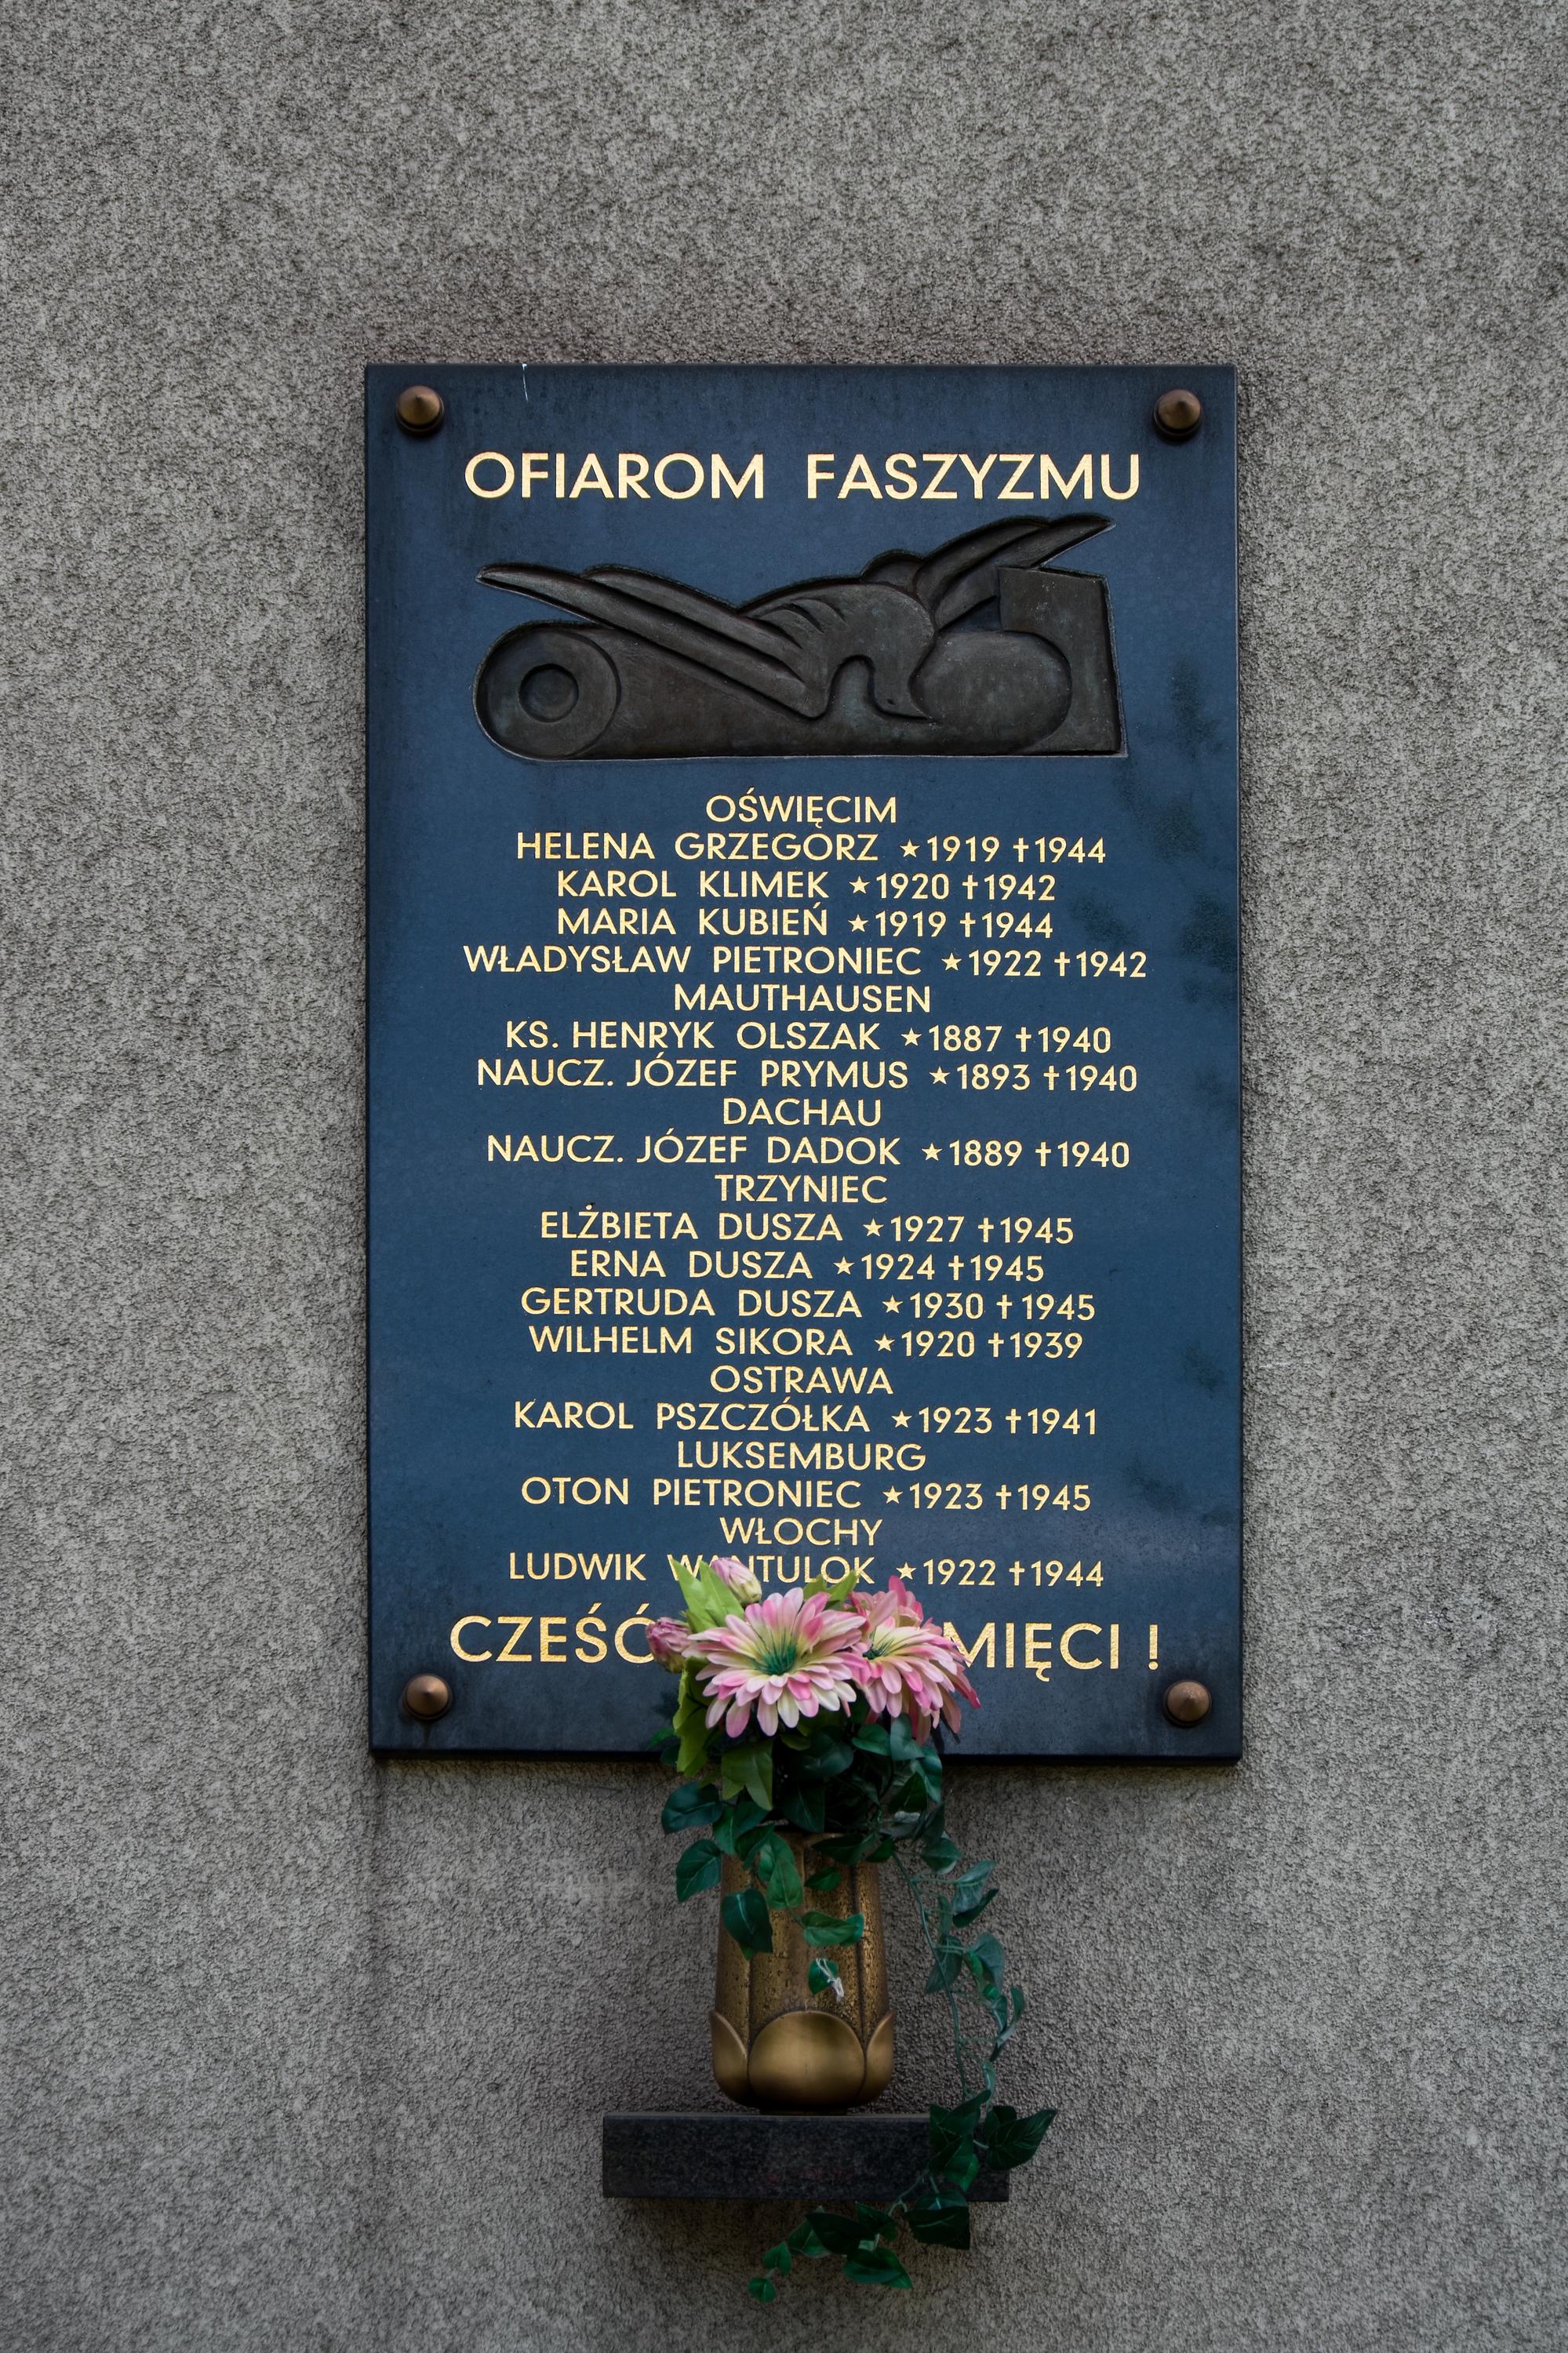 OFIAROM FASZYZMU
OŚWIĘCIM
HELENA GRZEGORZ ★1919 †1944
KAROL KLIMEK ★1920 †1942
MARIA KUBIEŃ ★1919 †1944
WŁADYSŁAW PIETRONIEC ★1922 †1942
MAUTHAUSEN
KS. HENRYK OLSZAK ★1887 †1940
NAUCZ. JÓZEF PRYMUS ★1893 †1940
DACHAU
NAUCZ. JÓZEF DADOK ★1889 †1940
TRZYNIEC
ELŻBIETA DUSZA ★1927 †1945
ERNA DUSZA ★1924 †1945
GERTRUDA DUSZA ★1930 †1945
WILHELM SIKORA ★1920 †1939
OSTRAWA
KAROL PSZCZÓŁKA ★1923 †1941
LUKSEMBURG
OTON PIETRONIEC ★1923 †1945
WŁOCHY
LUDWIK WANTULOK ★1922 †1944
CZEŚĆ !